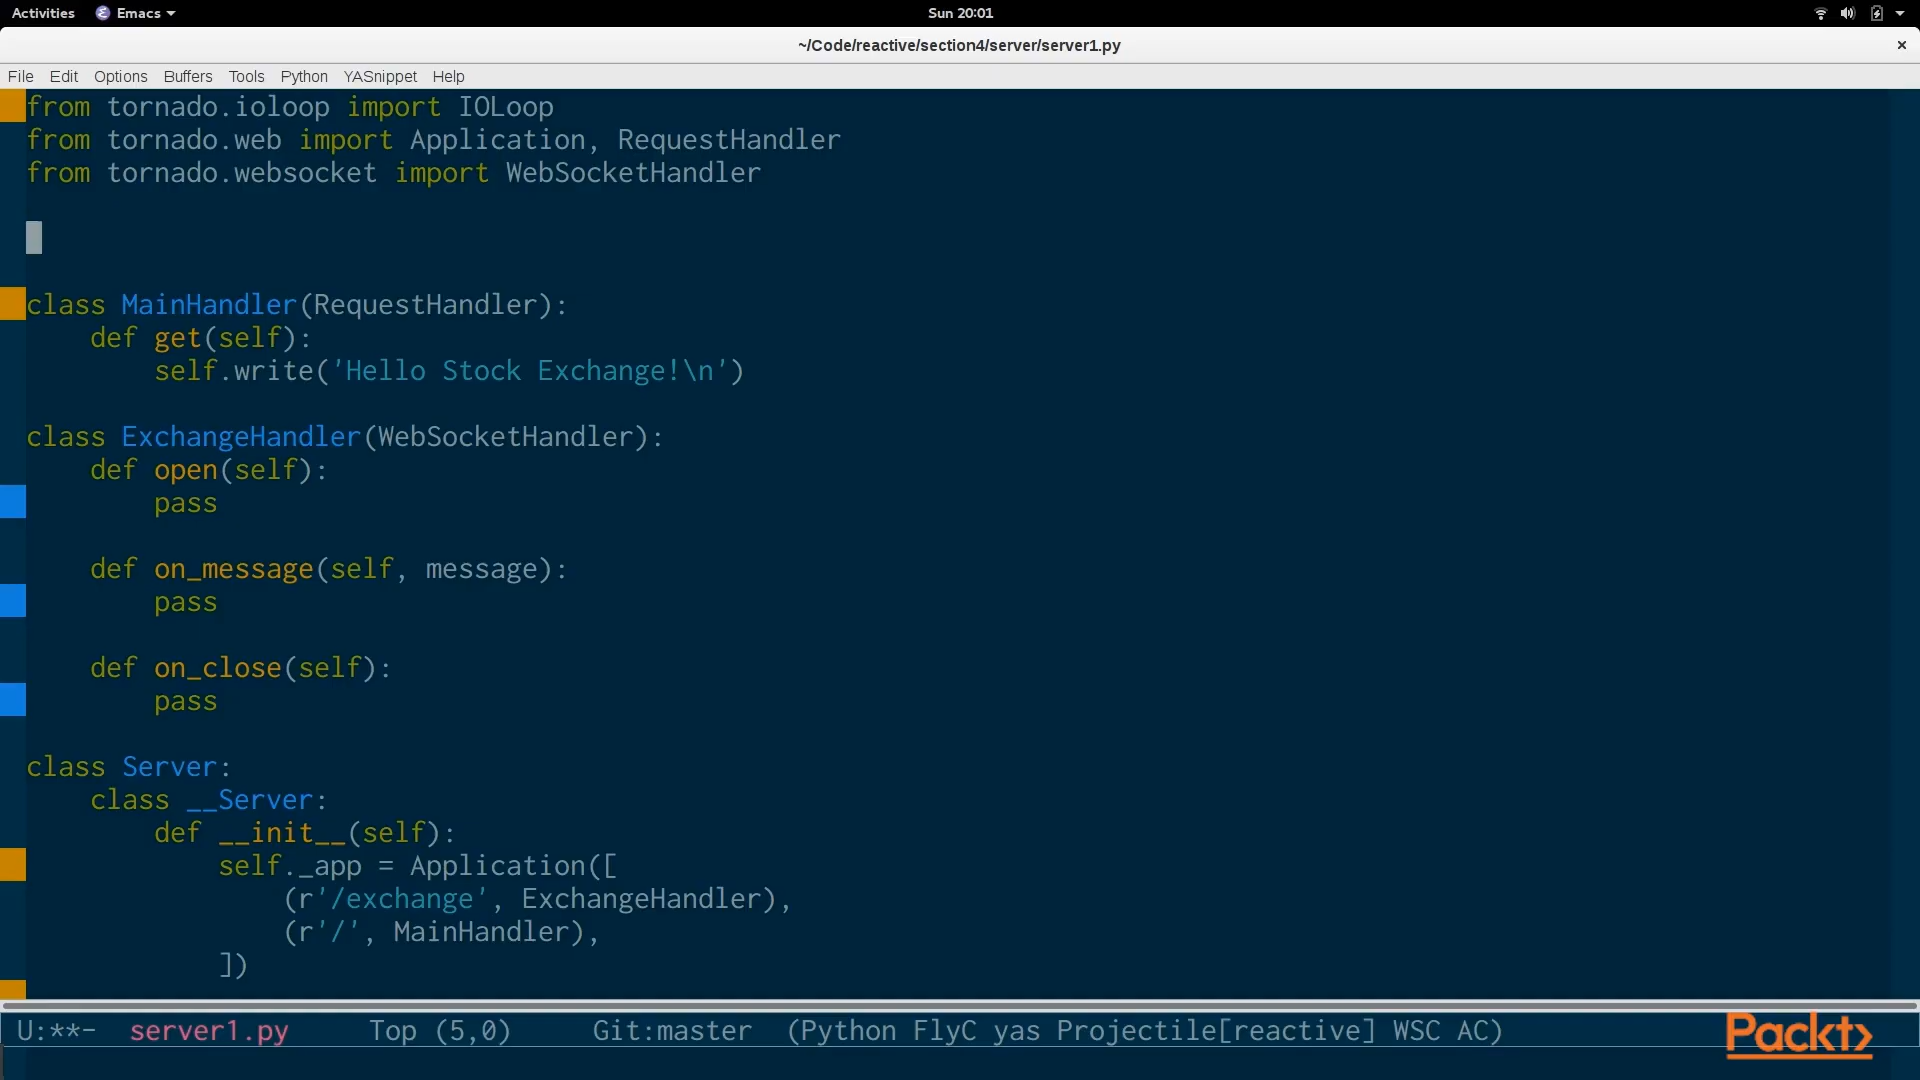 Activities Emacs Sun 20:01
~/Code/reactive/section4/server/server1.py ×
File Edit Options Buffers Tools Python YASnippet Help
from tornado.ioloop import IOLoop
from tornado.web import Application, RequestHandler
from tornado.websocket import WebSocketHandler
class MainHandler(RequestHandler):
    def get(self):
        self.write('Hello Stock Exchange!\n')
class ExchangeHandler(WebSocketHandler):
    def open(self):
        pass
    def on_message(self, message):
        pass
    def on_close(self):
        pass
class Server:
    class __Server:
        def __init__(self):
            self._app = Application([
                (r'/exchange', ExchangeHandler),
                (r'/', MainHandler),
            ])
U:**- server1.py Top (5,0) Git:master (Python FlyC yas Projectile[reactive] WSC AC)
Packt>